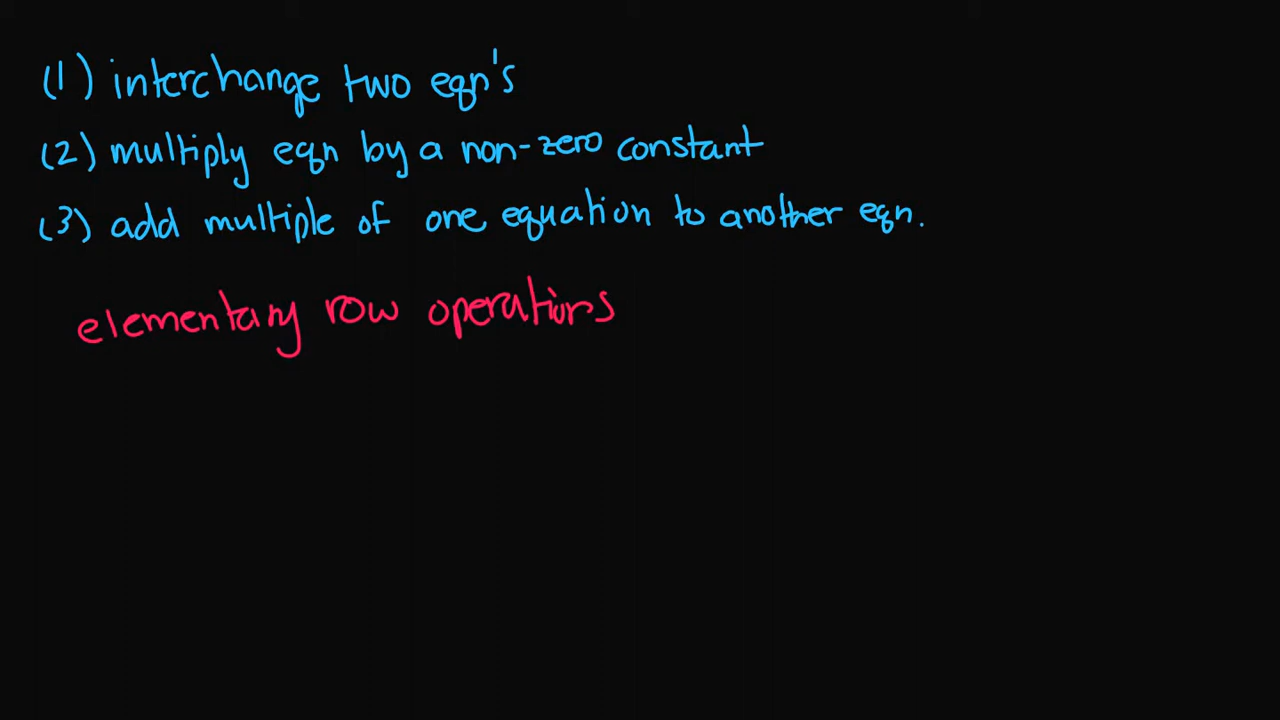 (1) interchange two eqn's
(2) multiply eqn by a non-zero constant
(3) add multiple of one equation to another eqn.
elementary row operations